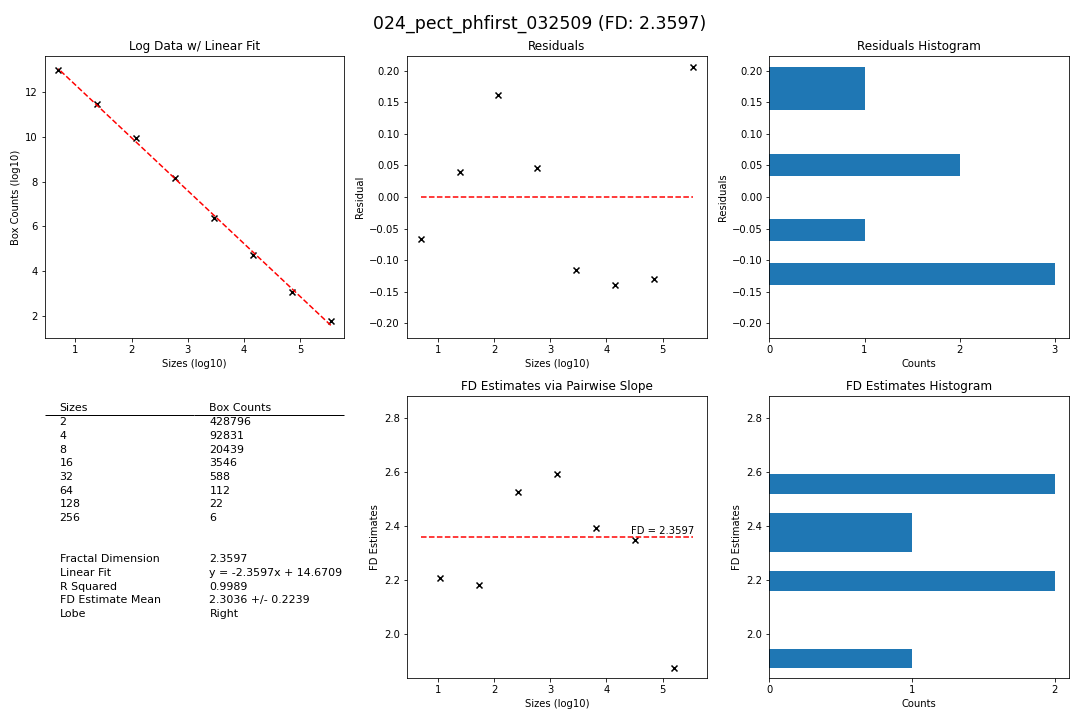 024_pect_phfirst_032509 (FD: 2.3597)
Log Data w/ Linear Fit
Box Counts (log10)
12
10
8
6
4
2
1 2 3 4 5
Sizes (log10)
Residuals
Residual
0.20
0.15
0.10
0.05
0.00
−0.05
−0.10
−0.15
−0.20
1 2 3 4 5
Sizes (log10)
Residuals Histogram
Residuals
0.20
0.15
0.10
0.05
0.00
−0.05
−0.10
−0.15
−0.20
0 1 2 3
Counts
Sizes Box Counts
2 428796
4 92831
8 20439
16 3546
32 588
64 112
128 22
256 6
Fractal Dimension 2.3597
Linear Fit y = -2.3597x + 14.6709
R Squared 0.9989
FD Estimate Mean 2.3036 +/- 0.2239
Lobe Right
FD Estimates via Pairwise Slope
FD Estimates
2.8
2.6
2.4
2.2
2.0
FD = 2.3597
1 2 3 4 5
Sizes (log10)
FD Estimates Histogram
FD Estimates
2.8
2.6
2.4
2.2
2.0
0 1 2
Counts